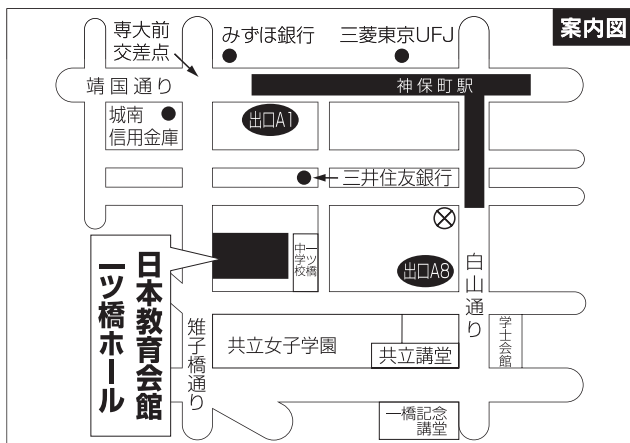 案内図
専大前
交差点
みずほ銀行
三菱東京UFJ
靖国通り
神保町駅
城南
信用金庫
出口A1
三井住友銀行
日本教育会館
一ツ橋ホール
一ツ橋
中学校
出口A8
白山通り
雉子橋通り
共立女子学園
共立講堂
学士会館
一橋記念
講堂